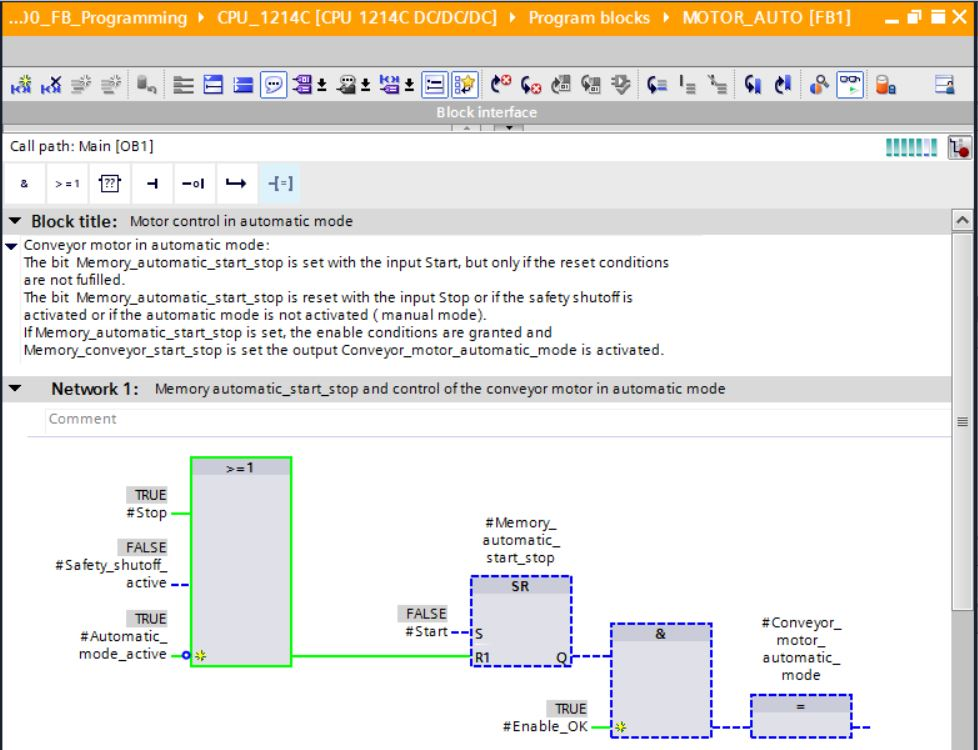 ...00_FB_Programming ▸ CPU_1214C [CPU 1214C DC/DC/DC] ▸ Program blocks ▸ MOTOR_AUTO [FB1]
Block interface
Call path: Main [OB1]
& >=1 ?? ⊣ –o| ↦ –[=]
Block title: Motor control in automatic mode
Conveyor motor in automatic mode:
The bit Memory_automatic_start_stop is set with the input Start, but only if the reset conditions
are not fufilled.
The bit Memory_automatic_start_stop is reset with the input Stop or if the safety shutoff is
activated or if the automatic mode is not activated ( manual mode).
If Memory_automatic_start_stop is set, the enable conditions are granted and
Memory_conveyor_start_stop is set the output Conveyor_motor_automatic_mode is activated.
Network 1: Memory automatic_start_stop and control of the conveyor motor in automatic mode
Comment
>=1
TRUE
#Stop
FALSE
#Safety_shutoff_
active
TRUE
#Automatic_
mode_active
#Memory_
automatic_
start_stop
SR
FALSE
#Start
S
R1 Q
&
TRUE
#Enable_OK
#Conveyor_
motor_
automatic_
mode
=